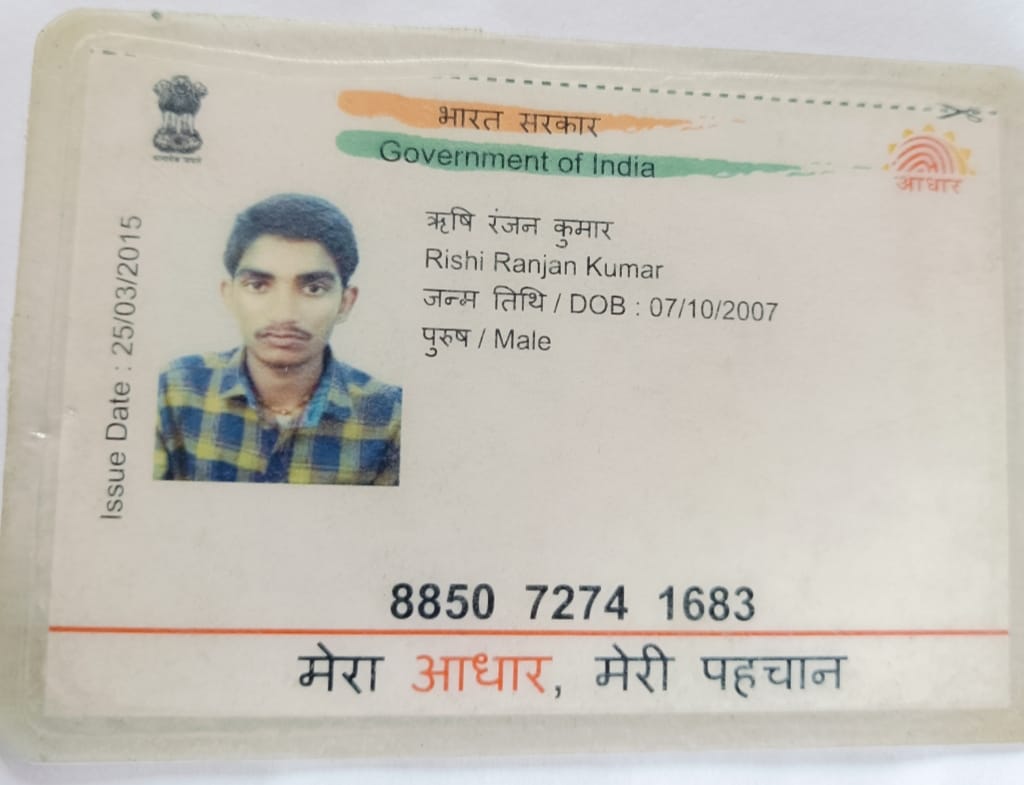 भारत सरकार
Government of India
आधार
Issue Date : 25/03/2015
ऋषि रंजन कुमार
Rishi Ranjan Kumar
जन्म तिथि / DOB : 07/10/2007
पुरुष / Male
8850 7274 1683
मेरा आधार, मेरी पहचान